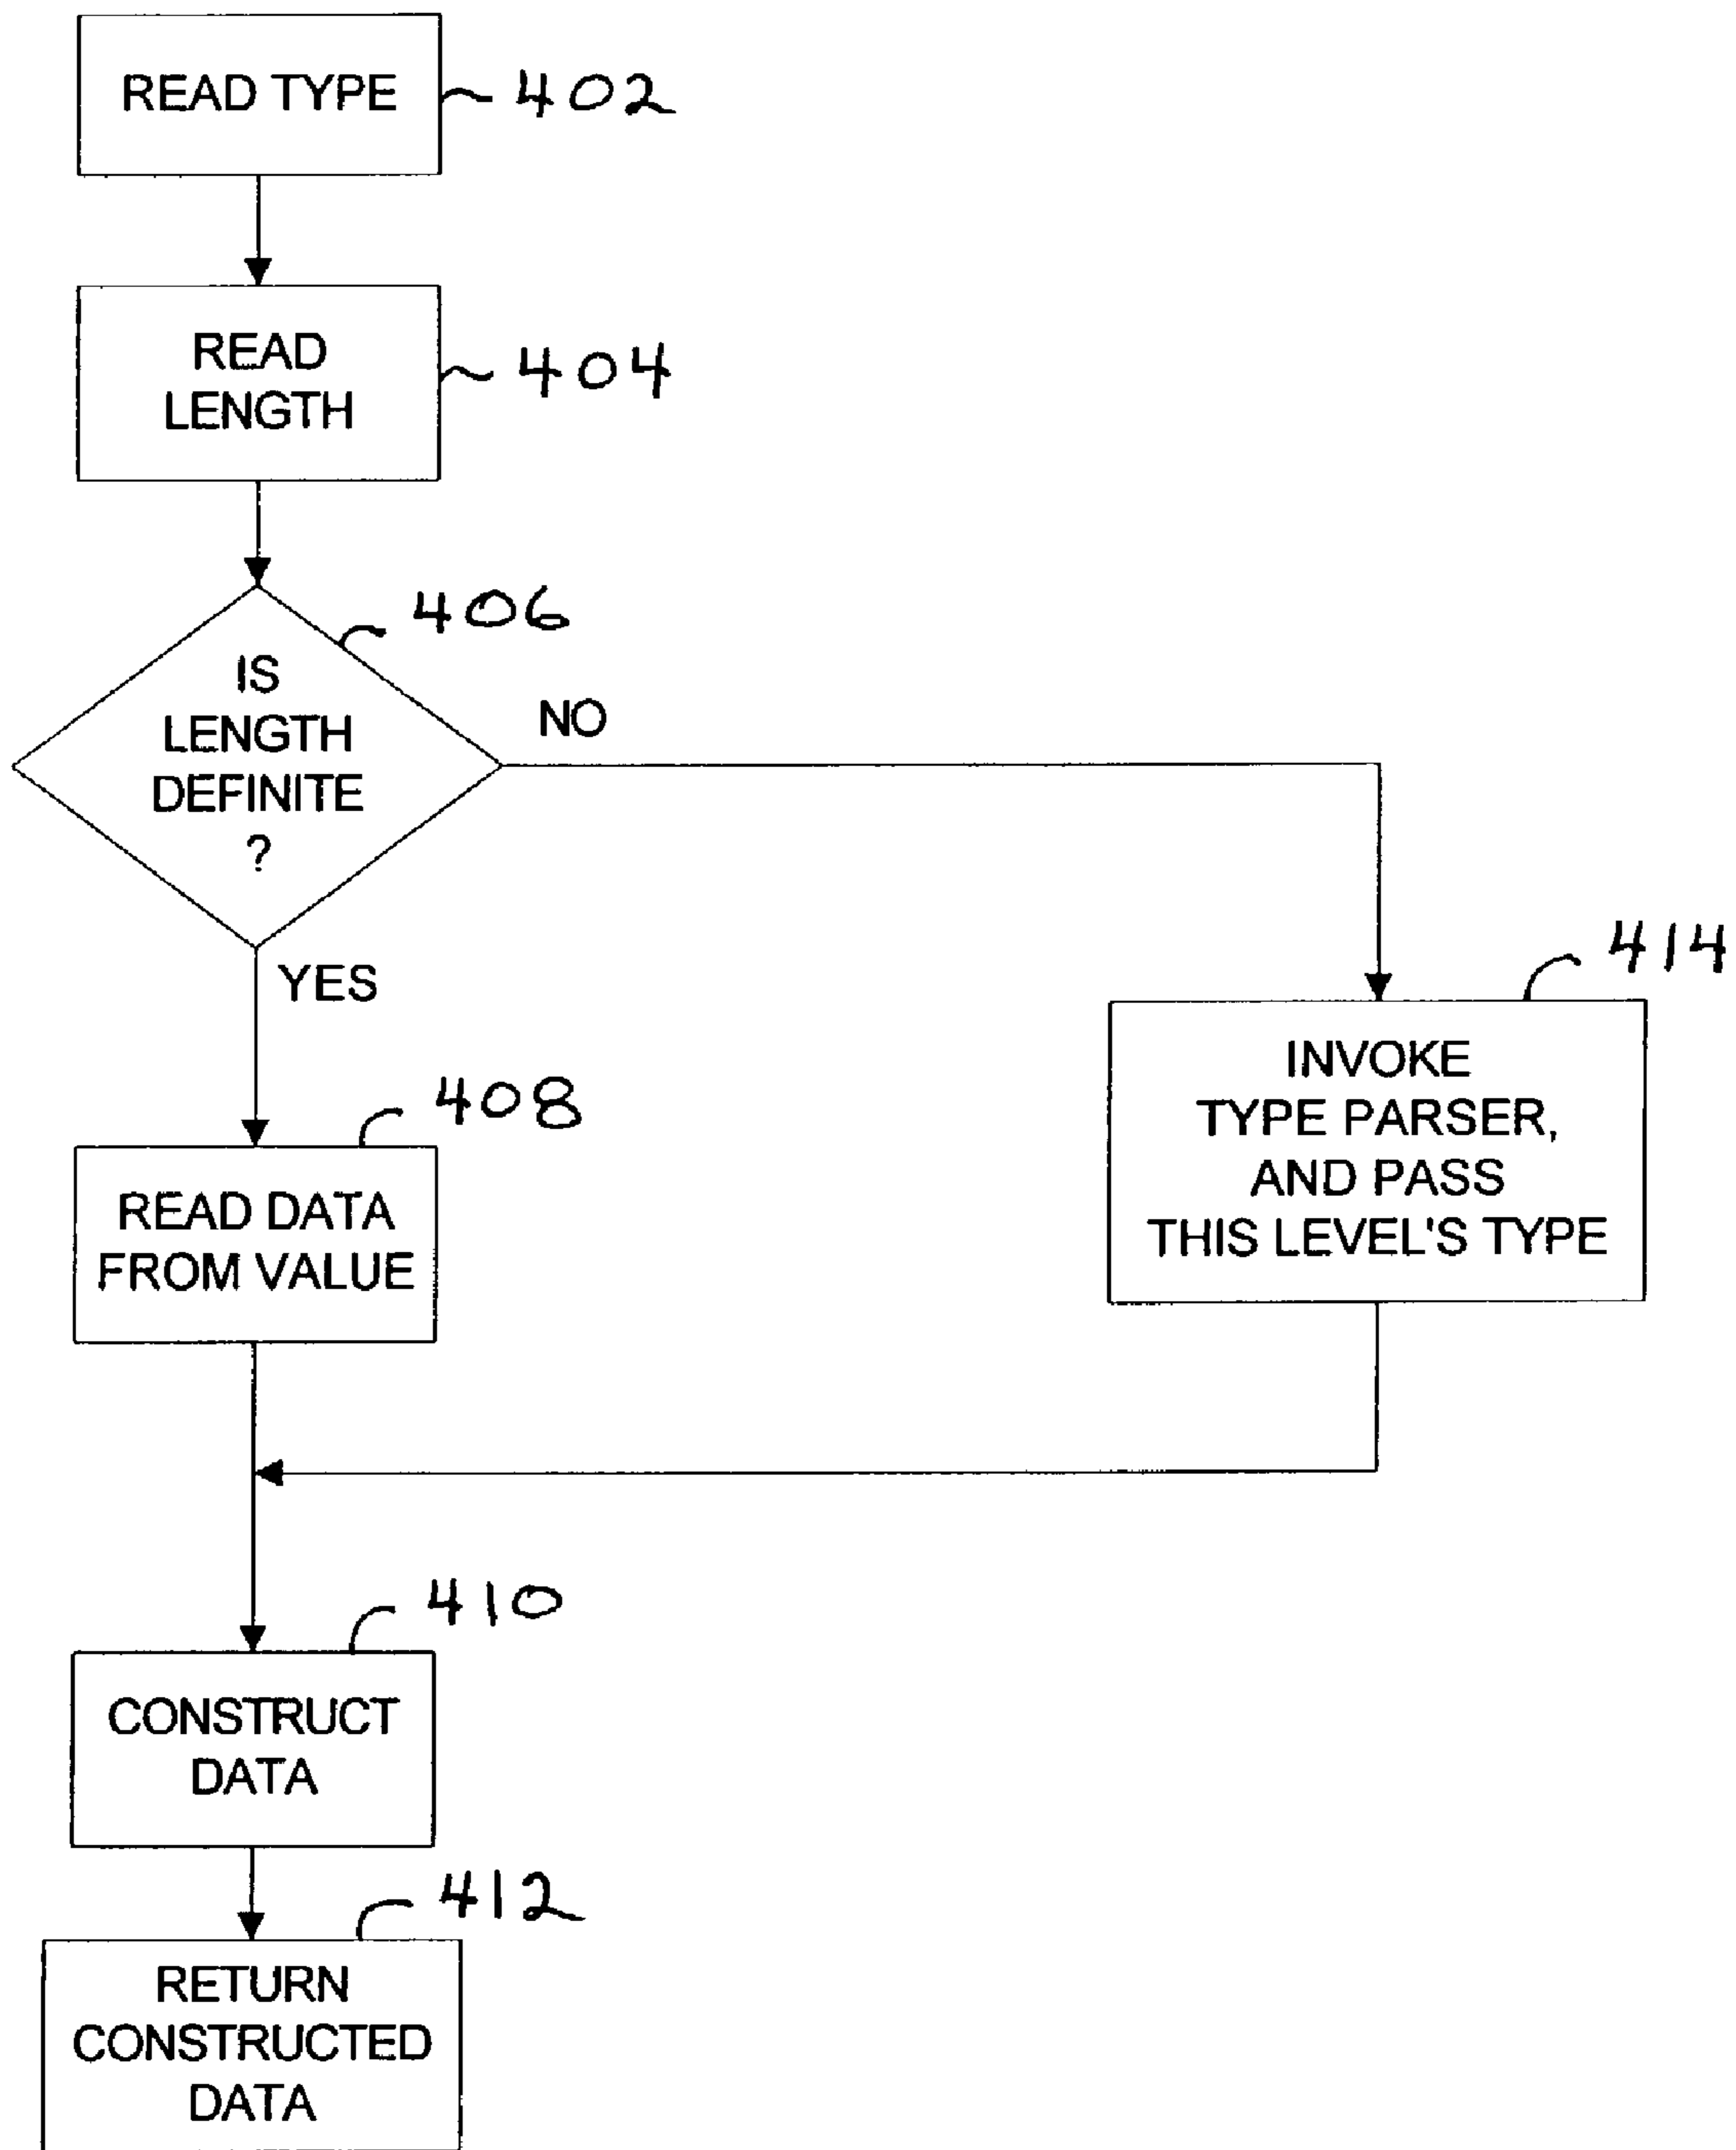 READ TYPE
402
READ
LENGTH
404
406
IS
LENGTH
DEFINITE
?
NO
YES
414
INVOKE
TYPE PARSER,
AND PASS
THIS LEVEL'S TYPE
408
READ DATA
FROM VALUE
410
CONSTRUCT
DATA
412
RETURN
CONSTRUCTED
DATA